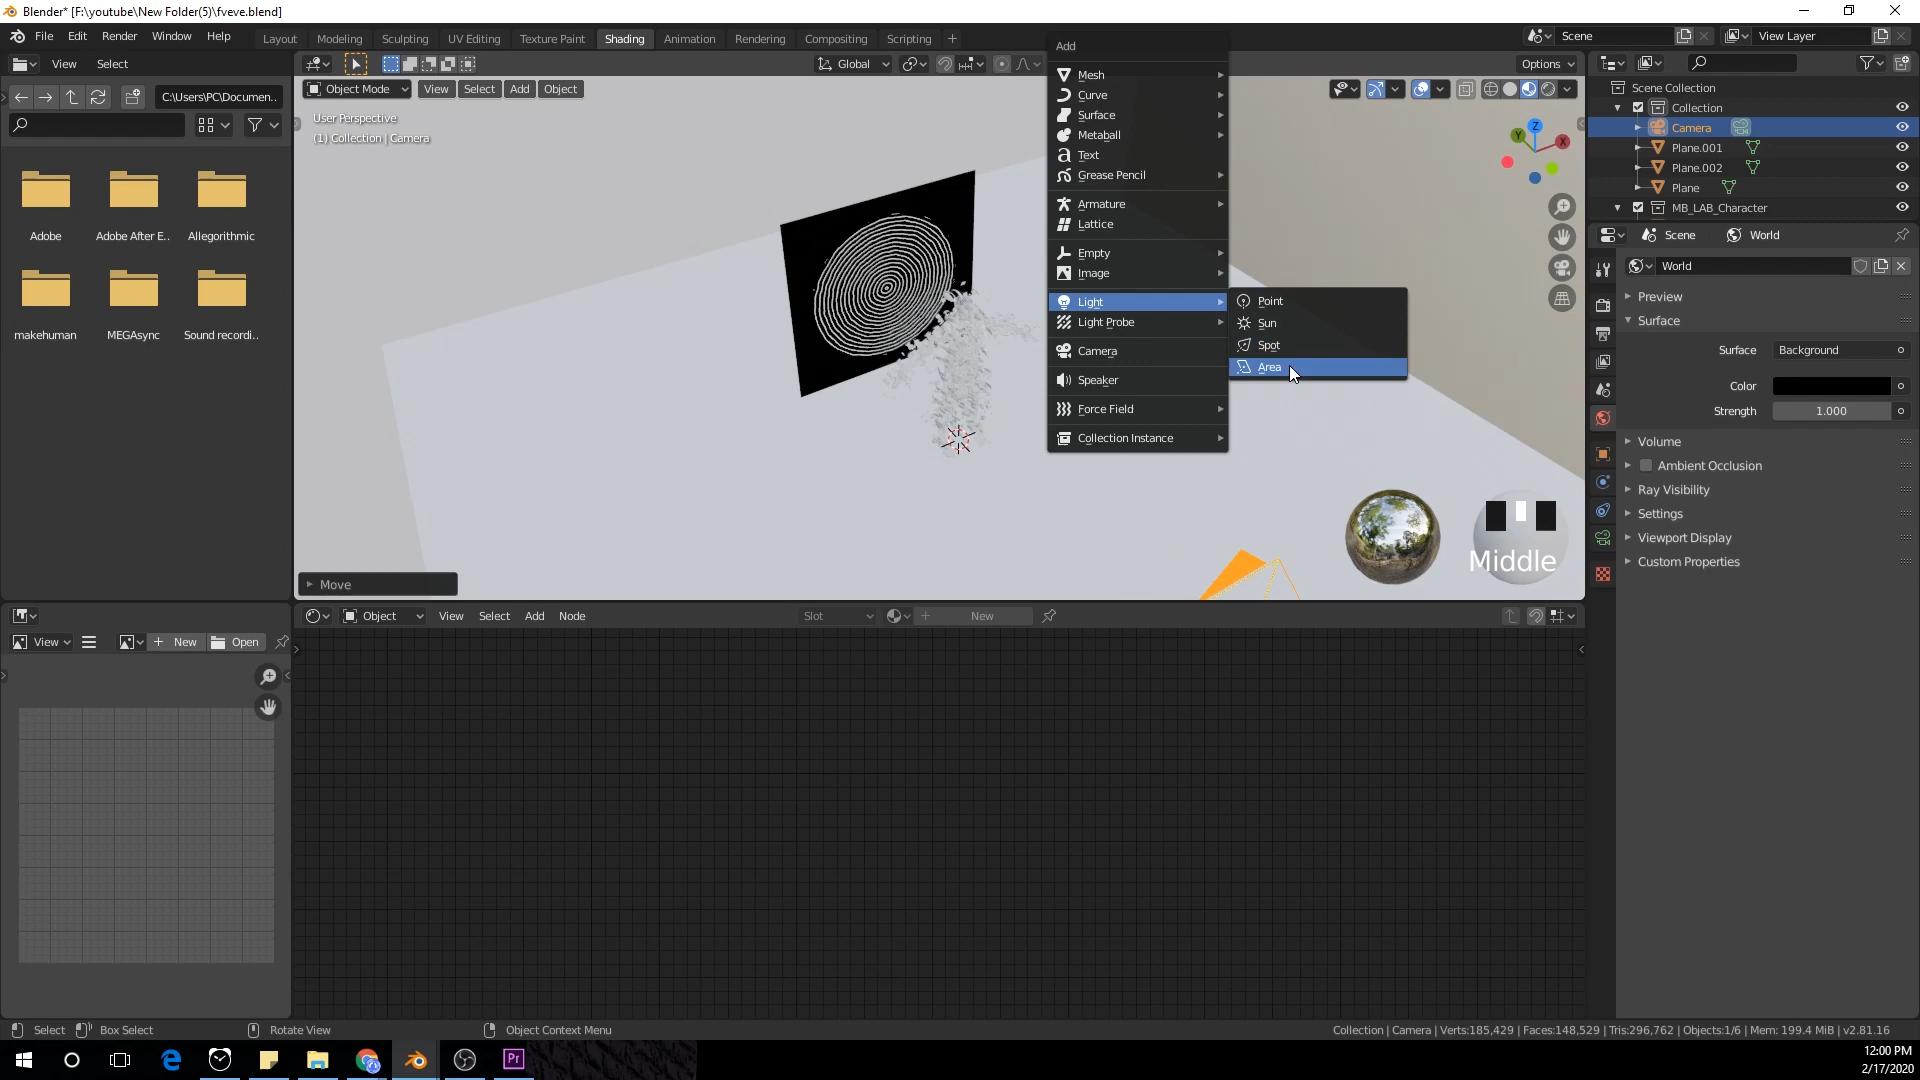 Blender* [F:\youtube\New Folder(5)\fveve.blend]
File Edit Render Window Help
Layout Modeling Sculpting UV Editing Texture Paint Shading Animation Rendering Compositing Scripting
Scene View Layer
View Select
Global
Options
C:\Users\PC\Documen..
Object Mode View Select Add Object
User Perspective
(1) Collection | Camera
Adobe Adobe After E.. Allegorithmic
makehuman MEGAsync Sound recordi..
Add
Mesh
Curve
Surface
Metaball
Text
Grease Pencil
Armature
Lattice
Empty
Image
Light
Light Probe
Camera
Speaker
Force Field
Collection Instance
Point
Sun
Spot
Area
Z
Y
X
Middle
Move
Scene Collection
Collection
Camera
Plane.001
Plane.002
Plane
MB_LAB_Character
Scene World
World
Preview
Surface
Surface Background
Color
Strength 1.000
Volume
Ambient Occlusion
Ray Visibility
Settings
Viewport Display
Custom Properties
View New Open
Object View Select Add Node Slot New
Select Box Select Rotate View Object Context Menu
Collection | Camera | Verts:185,429 | Faces:148,529 | Tris:296,762 | Objects:1/6 | Mem: 199.4 MiB | v2.81.16
Pr
12:00 PM
2/17/2020